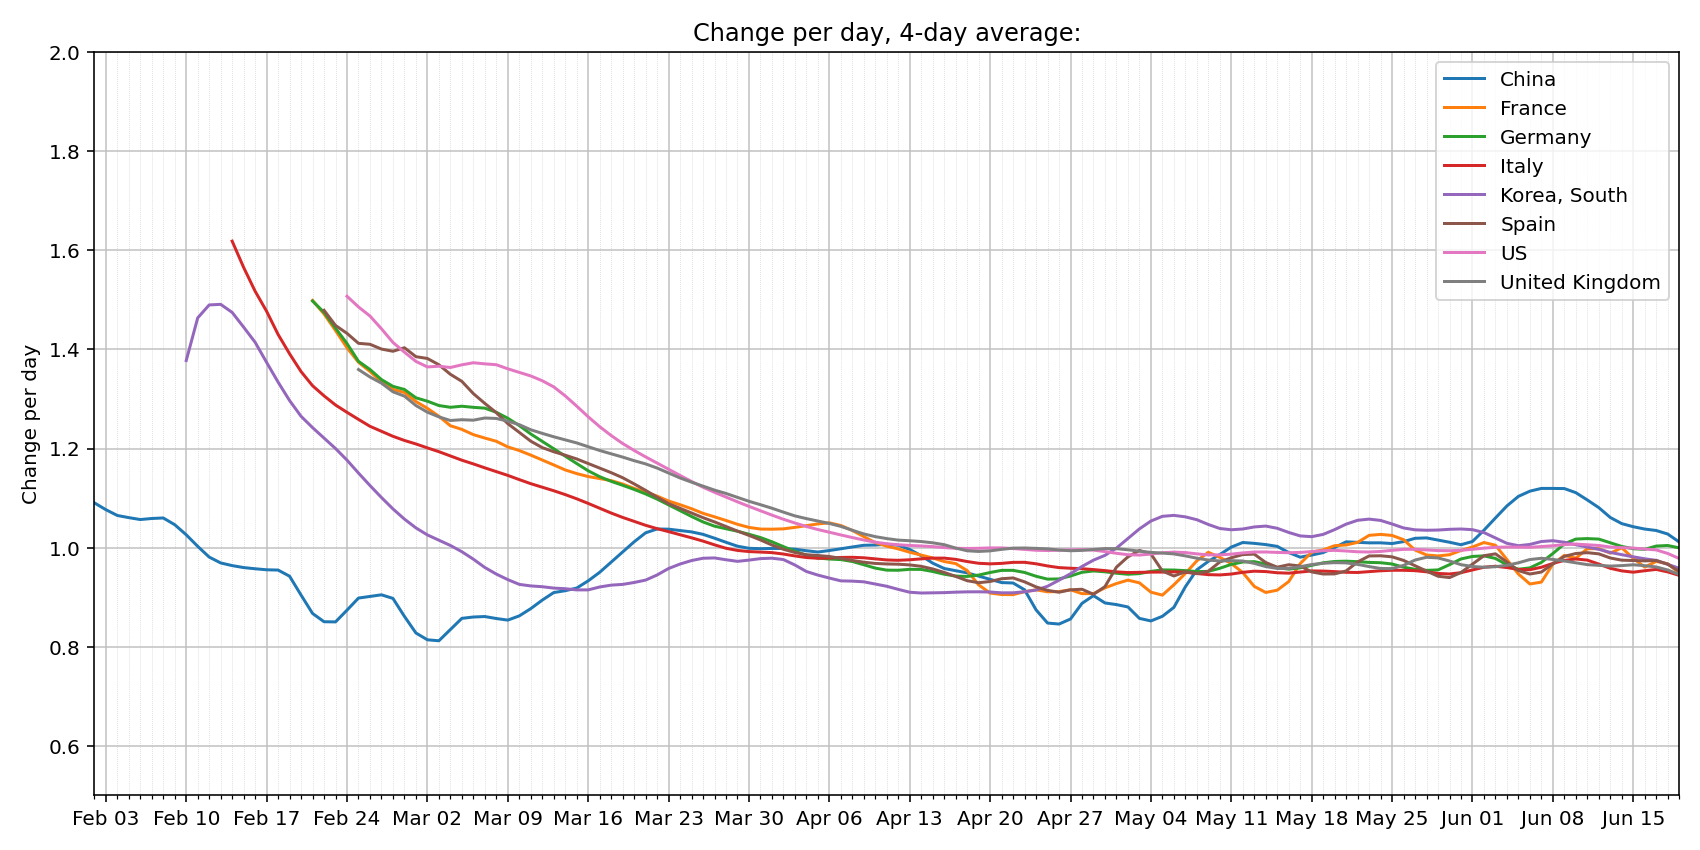 Change per day, 4-day average:
2.0
1.8
1.6
1.4
1.2
1.0
0.8
0.6
Change per day
China
France
Germany
Italy
Korea, South
Spain
US
United Kingdom
Feb 03 Feb 10 Feb 17 Feb 24 Mar 02 Mar 09 Mar 16 Mar 23 Mar 30 Apr 06 Apr 13 Apr 20 Apr 27 May 04 May 11 May 18 May 25 Jun 01 Jun 08 Jun 15